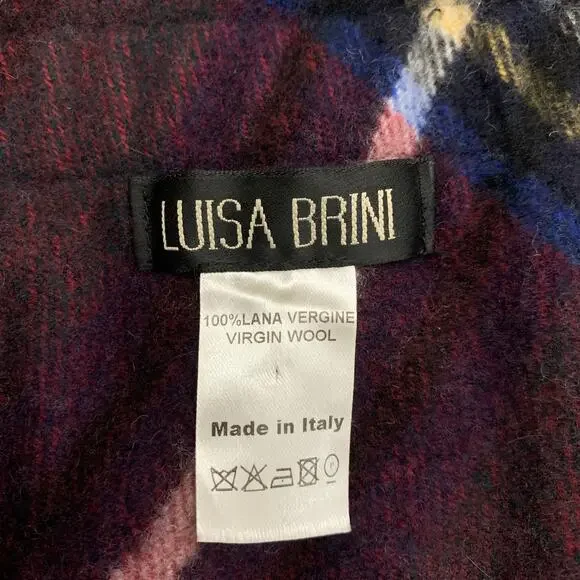 LUISA BRINI
100%LANA VERGINE
VIRGIN WOOL
Made in Italy